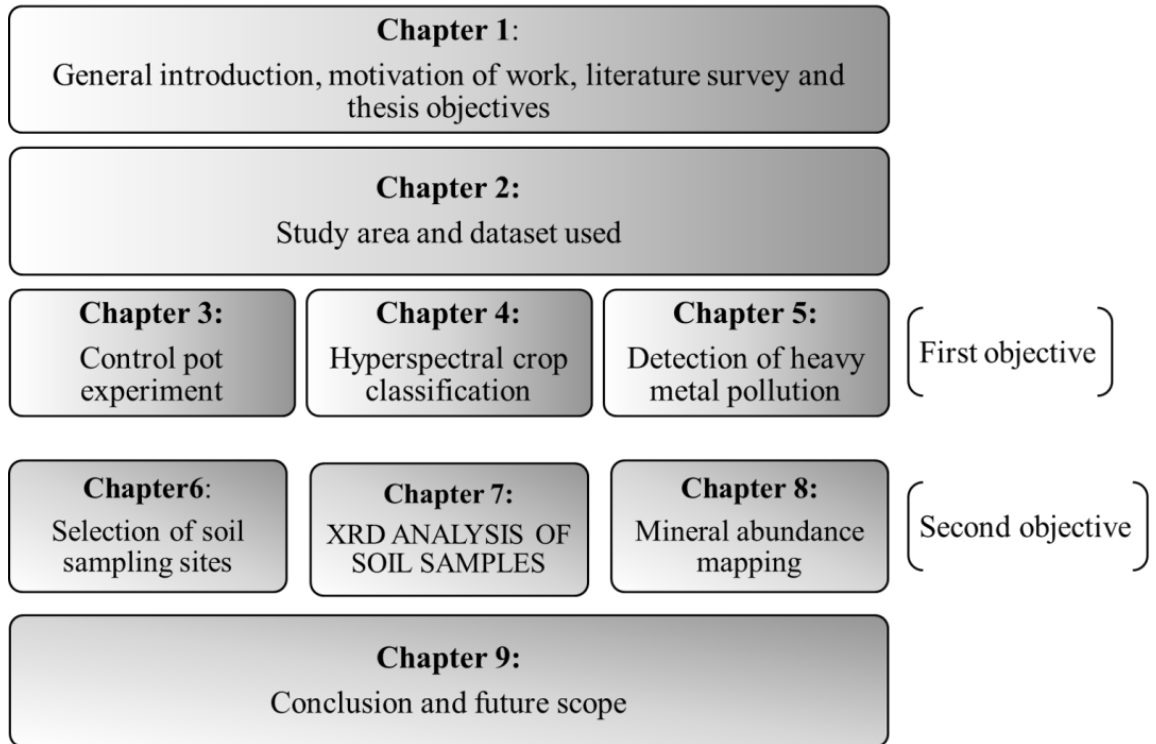 Chapter 1:
General introduction, motivation of work, literature survey and
thesis objectives
Chapter 2:
Study area and dataset used
Chapter 3:
Control pot
experiment
Chapter 4:
Hyperspectral crop
classification
Chapter 5:
Detection of heavy
metal pollution
First objective
Chapter6:
Selection of soil
sampling sites
Chapter 7:
XRD ANALYSIS OF
SOIL SAMPLES
Chapter 8:
Mineral abundance
mapping
Second objective
Chapter 9:
Conclusion and future scope